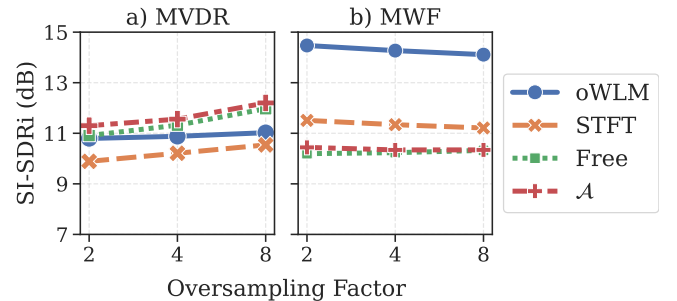 a) MVDR
b) MWF
SI-SDRi (dB)
15
13
11
9
7
2
4
8
2
4
8
Oversampling Factor
oWLM
STFT
Free
𝒜